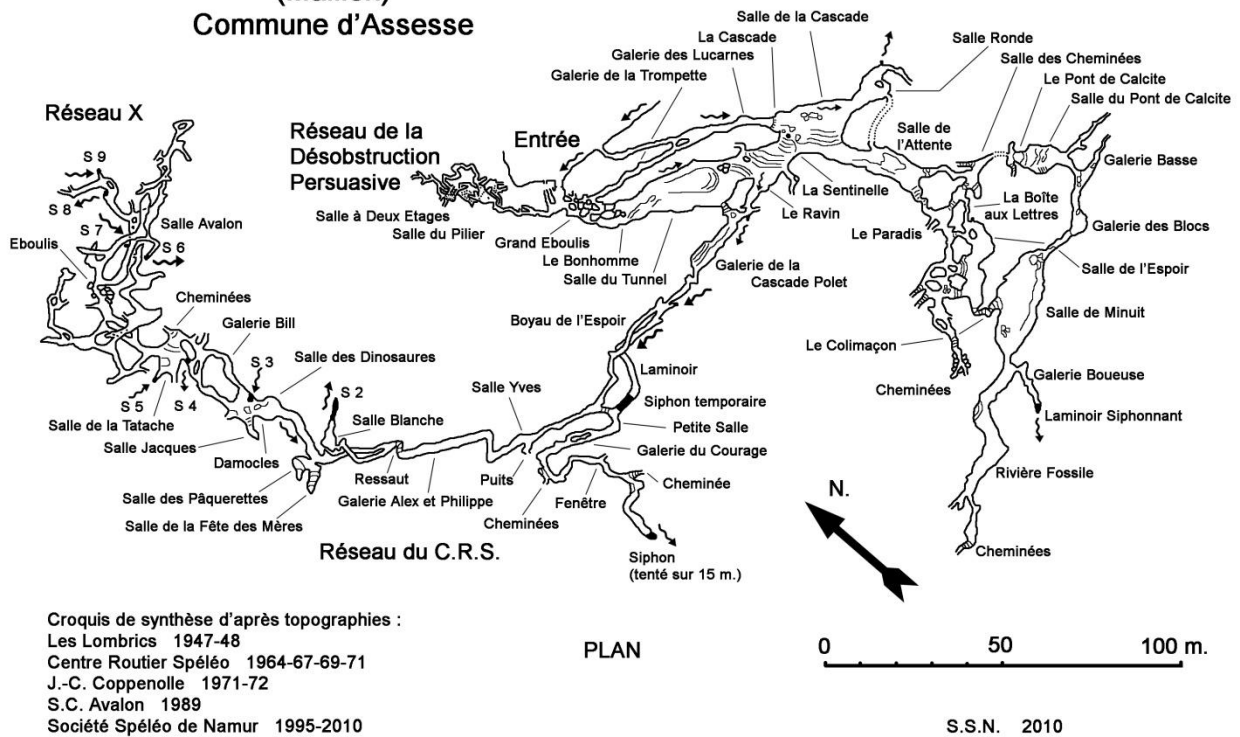 Commune d'Assesse
Salle de la Cascade
La Cascade
Galerie des Lucarnes
Galerie de la Trompette
Salle Ronde
Salle des Cheminées
Le Pont de Calcite
Salle du Pont de Calcite
Réseau X
Réseau de la
Désobstruction
Persuasive
Entrée
Salle de
l'Attente
Galerie Basse
S 9
S 8
Salle Avalon
S 7
S 6
Eboulis
Salle à Deux Etages
Salle du Pilier
Grand Eboulis
Le Bonhomme
Salle du Tunnel
La Sentinelle
Le Ravin
La Boîte
aux Lettres
Le Paradis
Galerie des Blocs
Salle de l'Espoir
Galerie de la
Cascade Polet
Cheminées
Galerie Bill
Boyau de l'Espoir
Salle de Minuit
Le Colimaçon
Salle des Dinosaures
S 3
S 2
Laminoir
Cheminées
Galerie Boueuse
S 5
S 4
Salle Yves
Siphon temporaire
Laminoir Siphonnant
Salle de la Tatache
Salle Blanche
Petite Salle
Salle Jacques
Damocles
Galerie du Courage
Ressaut
Puits
Cheminée
Rivière Fossile
Salle des Pâquerettes
Galerie Alex et Philippe
Fenêtre
N.
Cheminées
Salle de la Fête des Mères
Réseau du C.R.S.
Siphon
(tenté sur 15 m.)
Cheminées
Croquis de synthèse d'après topographies :
Les Lombrics 1947-48
Centre Routier Spéléo 1964-67-69-71
J.-C. Coppenolle 1971-72
S.C. Avalon 1989
Société Spéléo de Namur 1995-2010
PLAN
0 50 100 m.
S.S.N. 2010